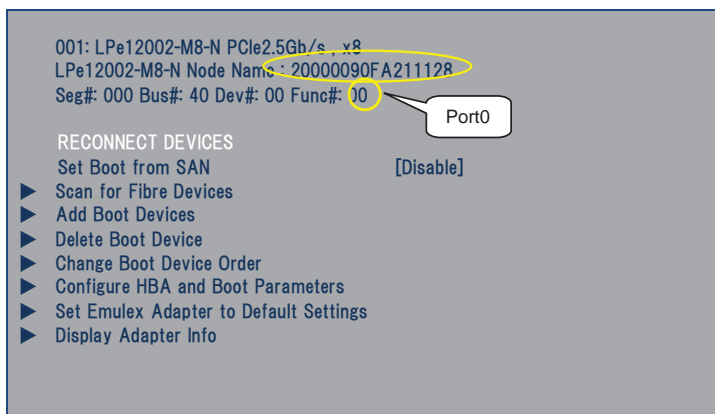 001: LPe12002-M8-N PCIe2.5Gb/s , x8
LPe12002-M8-N Node Name : 20000090FA211128
Seg#: 000 Bus#: 40 Dev#: 00 Func#: 00
Port0
RECONNECT DEVICES
Set Boot from SAN [Disable]
▶ Scan for Fibre Devices
▶ Add Boot Devices
▶ Delete Boot Device
▶ Change Boot Device Order
▶ Configure HBA and Boot Parameters
▶ Set Emulex Adapter to Default Settings
▶ Display Adapter Info